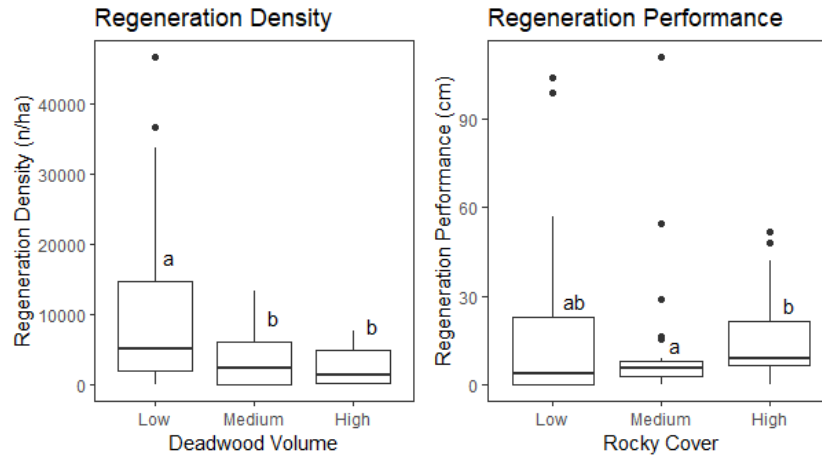 Regeneration Density
Regeneration Density (n/ha)
40000
30000
20000
10000
0
a
b
b
Low Medium High
Deadwood Volume
Regeneration Performance
Regeneration Performance (cm)
90
60
30
0
ab
a
b
Low Medium High
Rocky Cover